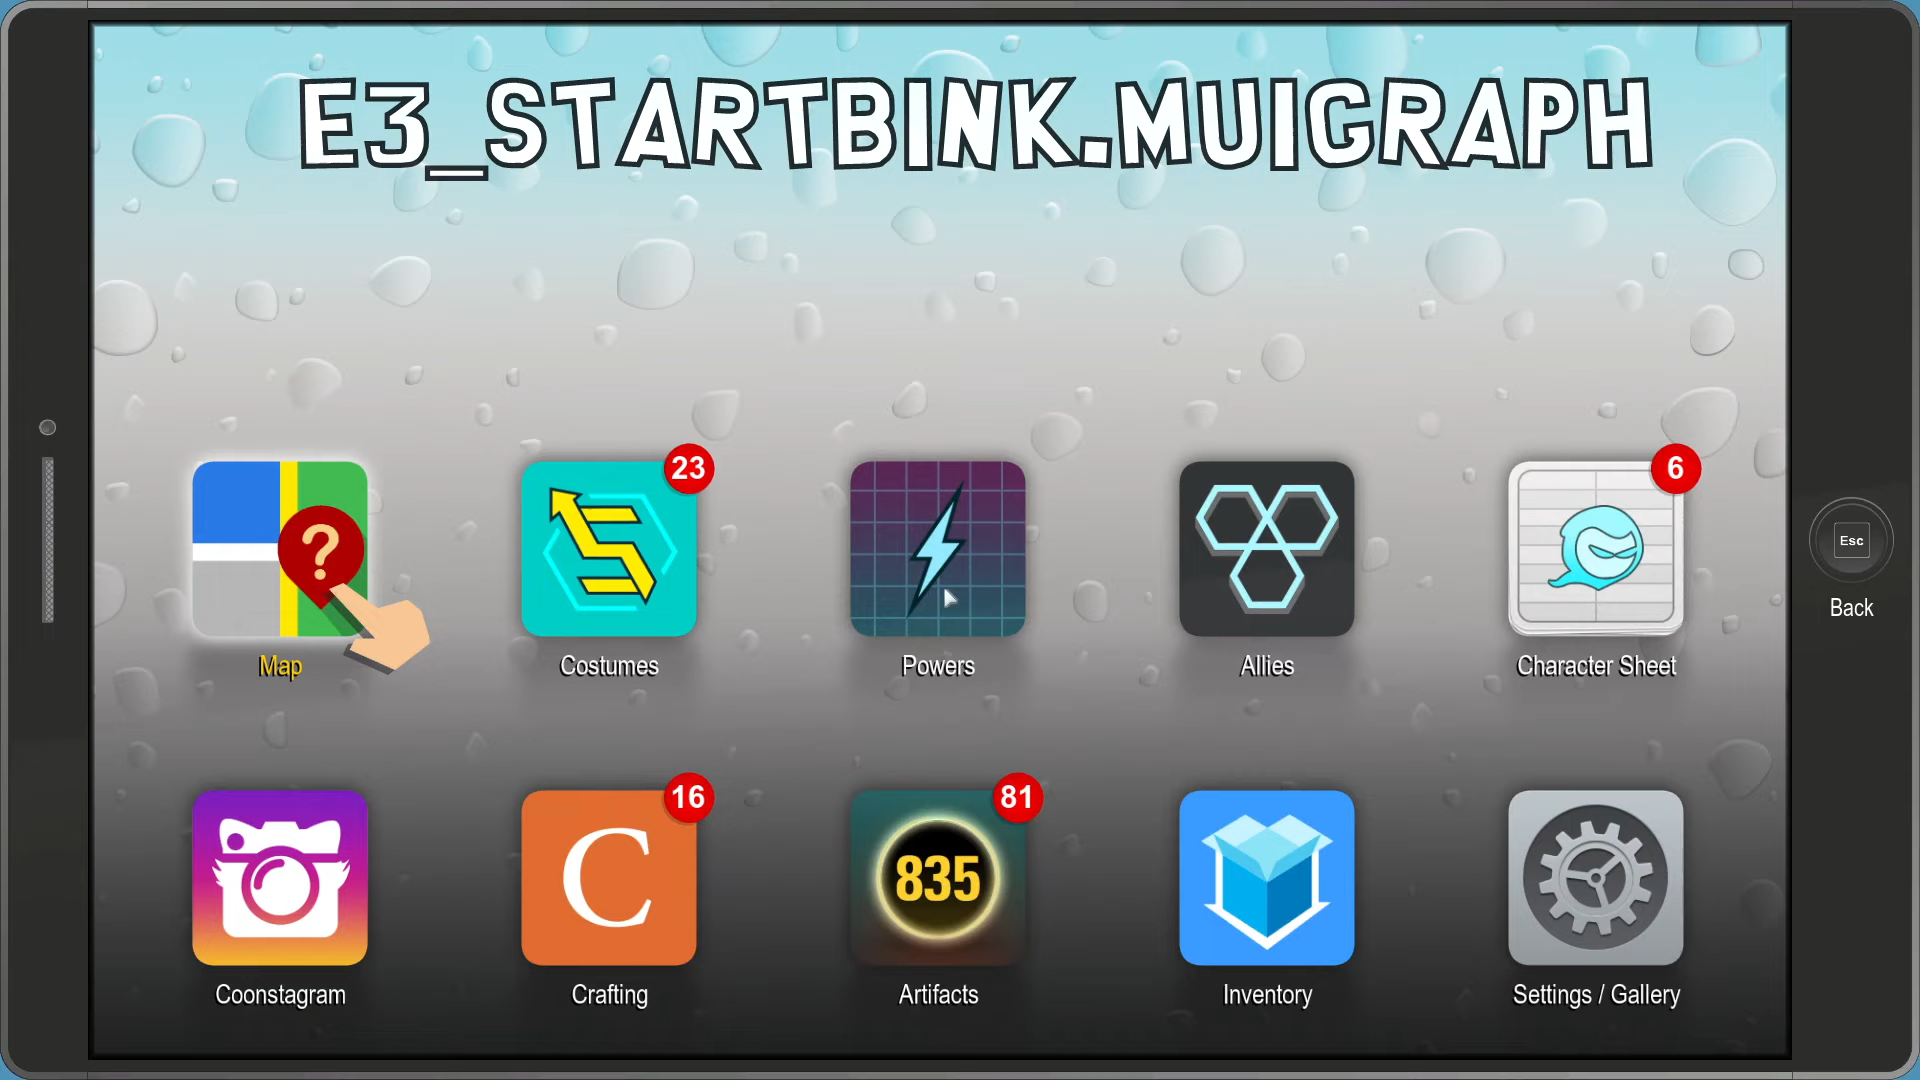 E3_STARTBINK.MUIGRAPH
23
6
?
Esc
Back
Map
Costumes
Powers
Allies
Character Sheet
16
81
C
835
Coonstagram
Crafting
Artifacts
Inventory
Settings / Gallery